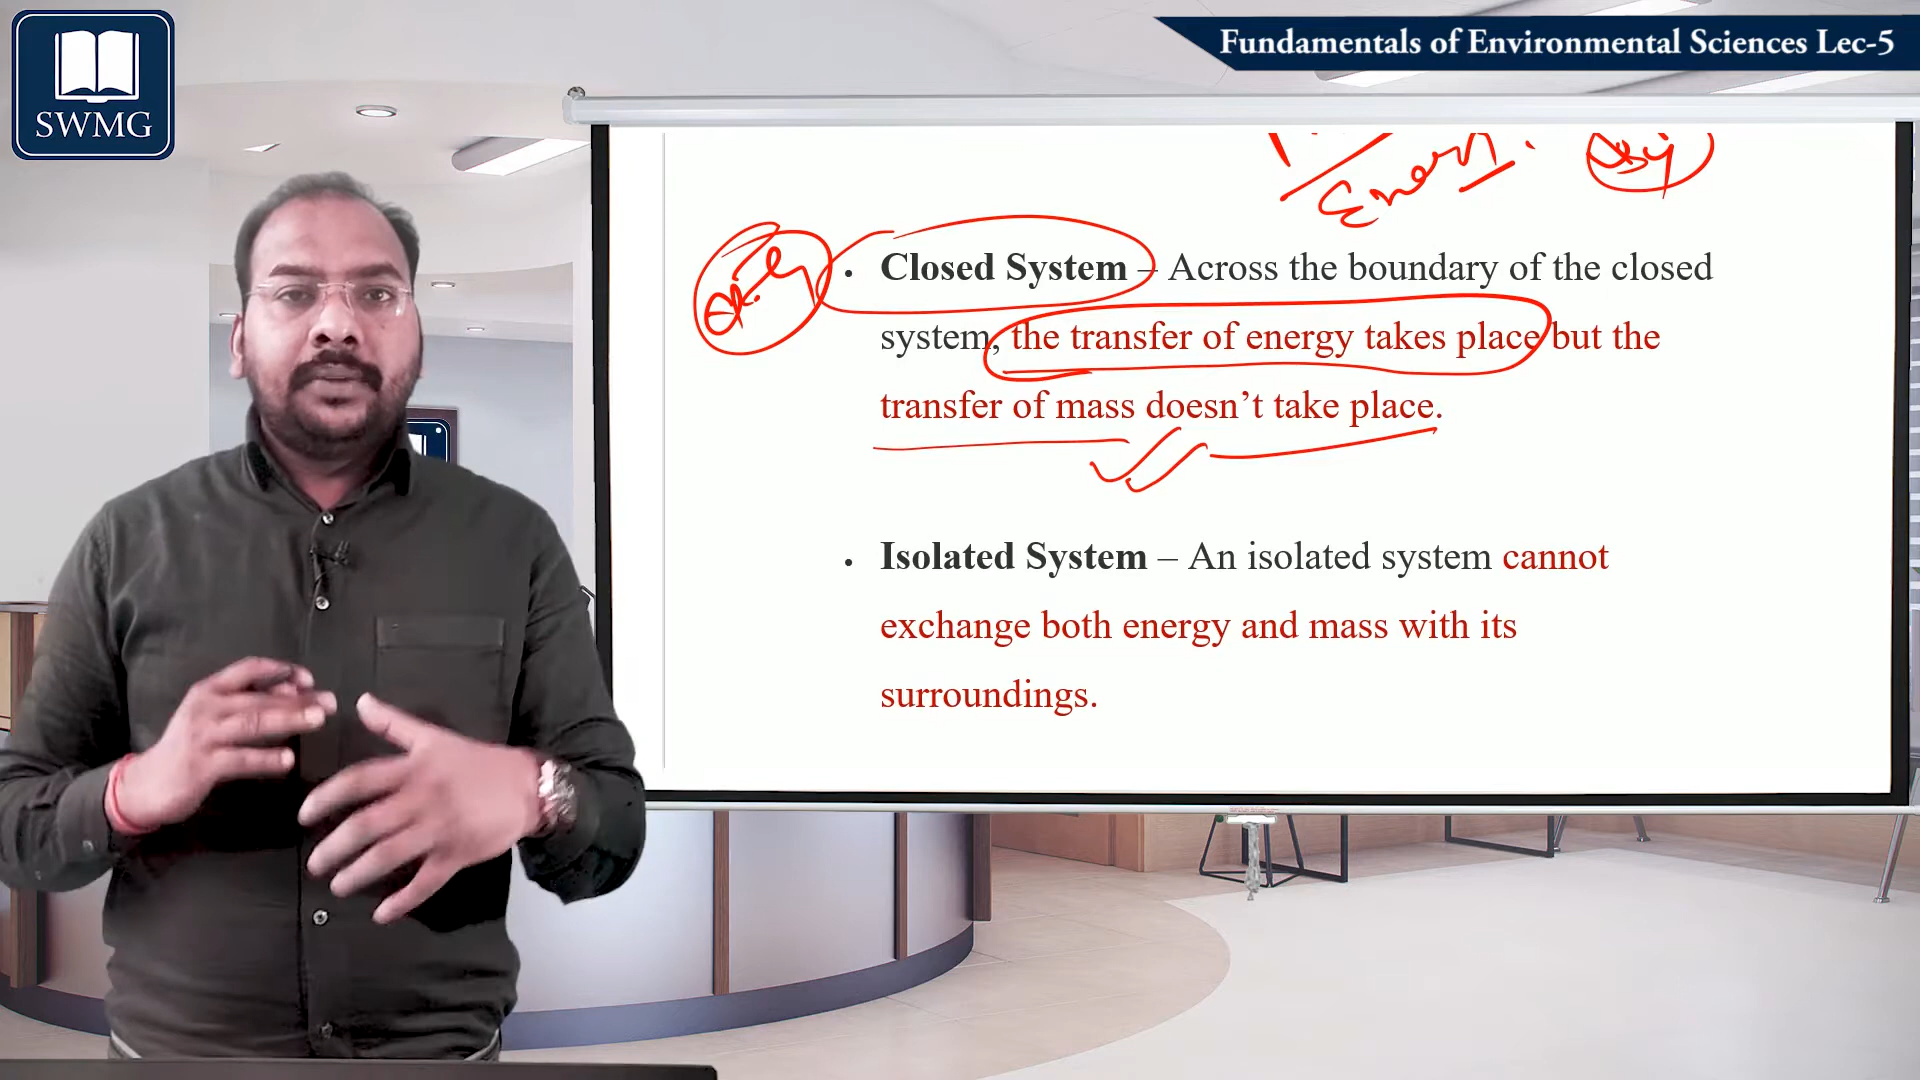 SWMG
Fundamentals of Environmental Sciences Lec-5
Energy.
• Closed System – Across the boundary of the closed
system, the transfer of energy takes place but the
transfer of mass doesn’t take place.
• Isolated System – An isolated system cannot
exchange both energy and mass with its
surroundings.